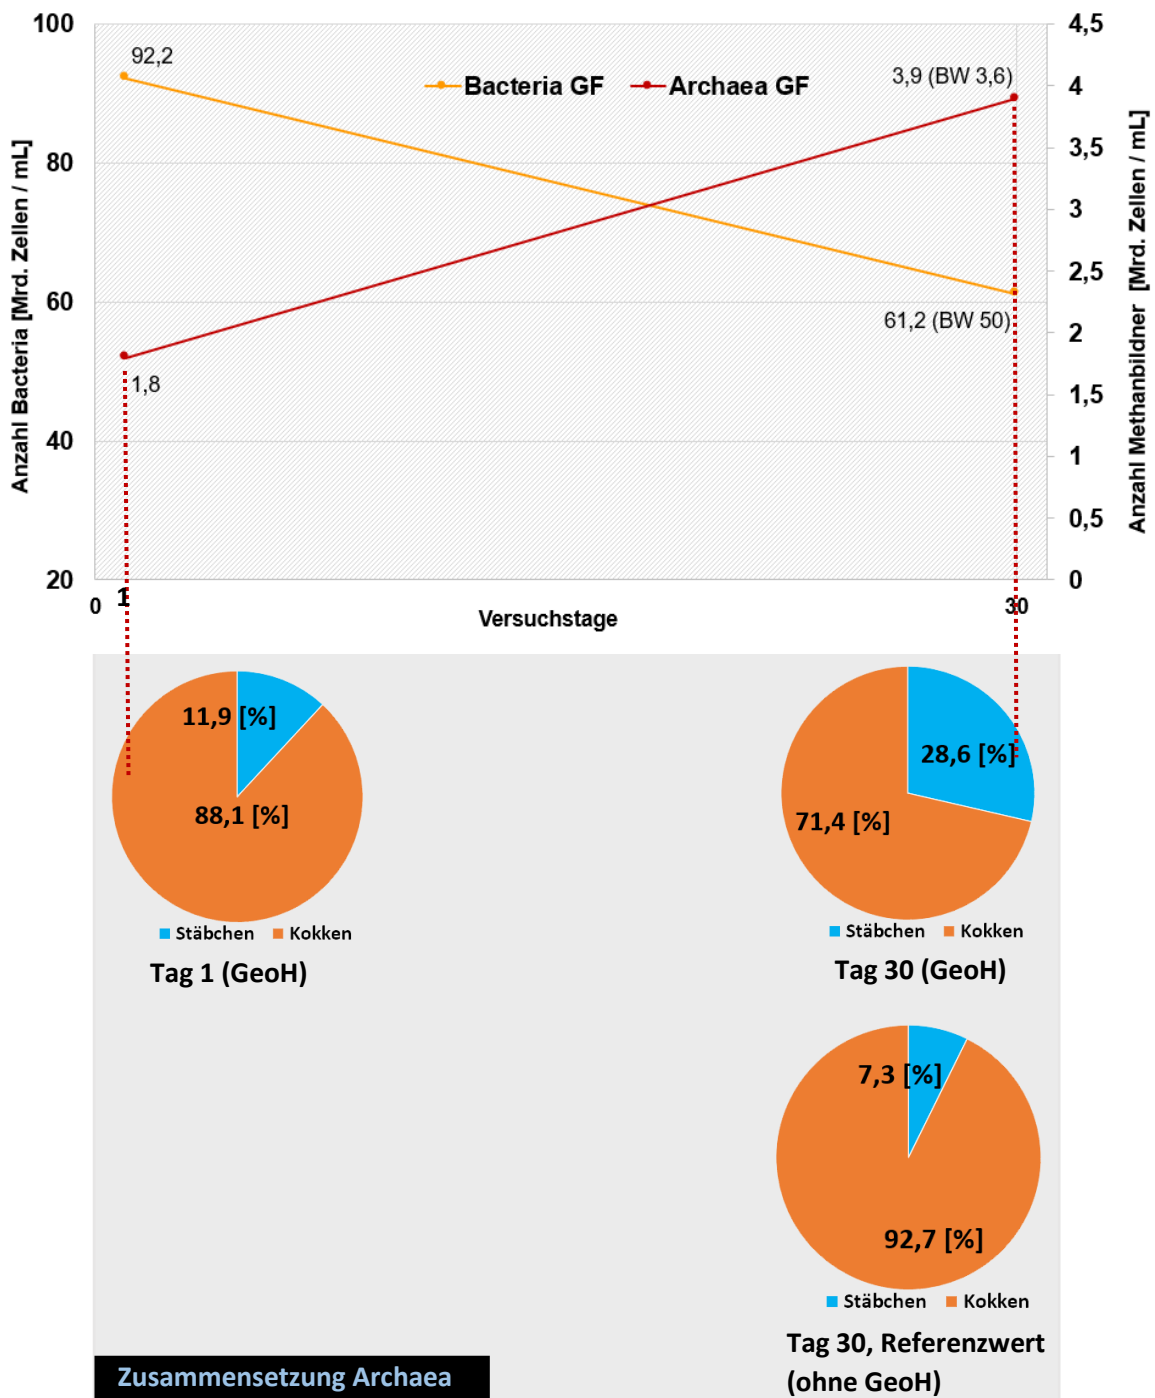 100
80
60
40
20
Anzahl Bacteria [Mrd. Zellen / mL]
4,5
4
3,5
3
2,5
2
1,5
1
0,5
0
Anzahl Methanbildner [Mrd. Zellen / mL]
92,2
Bacteria GF
Archaea GF
3,9 (BW 3,6)
61,2 (BW 50)
1,8
0
1
30
Versuchstage
11,9 [%]
88,1 [%]
Stäbchen Kokken
Tag 1 (GeoH)
28,6 [%]
71,4 [%]
Stäbchen Kokken
Tag 30 (GeoH)
7,3 [%]
92,7 [%]
Stäbchen Kokken
Tag 30, Referenzwert
(ohne GeoH)
Zusammensetzung Archaea